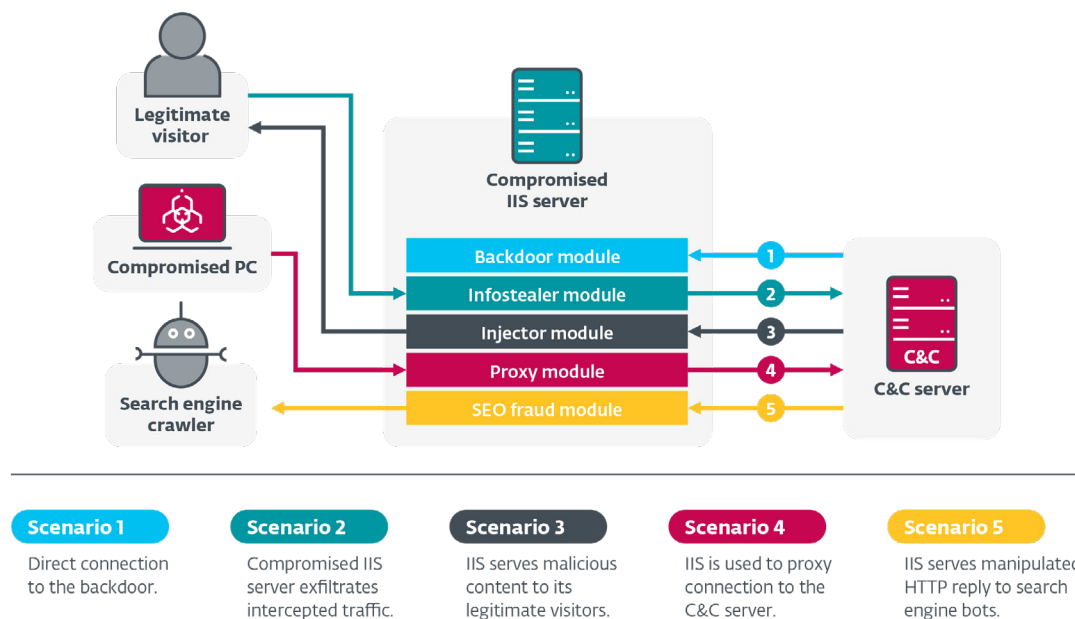 Legitimate
visitor
Compromised
IIS server
Compromised PC
Backdoor module
1
Infostealer module
2
Injector module
3
Proxy module
4
SEO fraud module
5
C&C
C&C server
Search engine
crawler
Scenario 1
Direct connection
to the backdoor.
Scenario 2
Compromised IIS
server exfiltrates
intercepted traffic.
Scenario 3
IIS serves malicious
content to its
legitimate visitors.
Scenario 4
IIS is used to proxy
connection to the
C&C server.
Scenario 5
IIS serves manipulated
HTTP reply to search
engine bots.